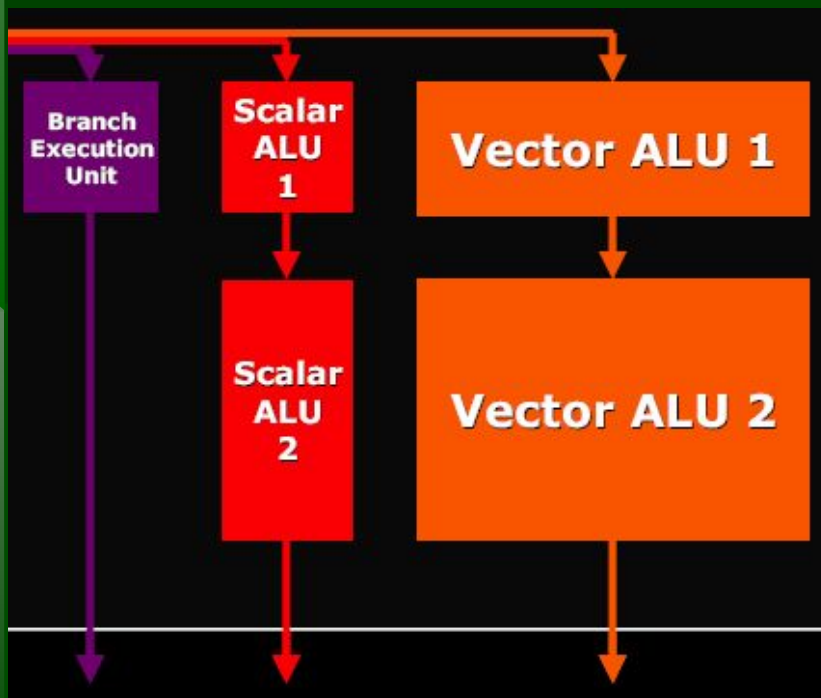 Branch
Execution
Unit
Scalar
ALU
1
Vector ALU 1
Scalar
ALU
2
Vector ALU 2